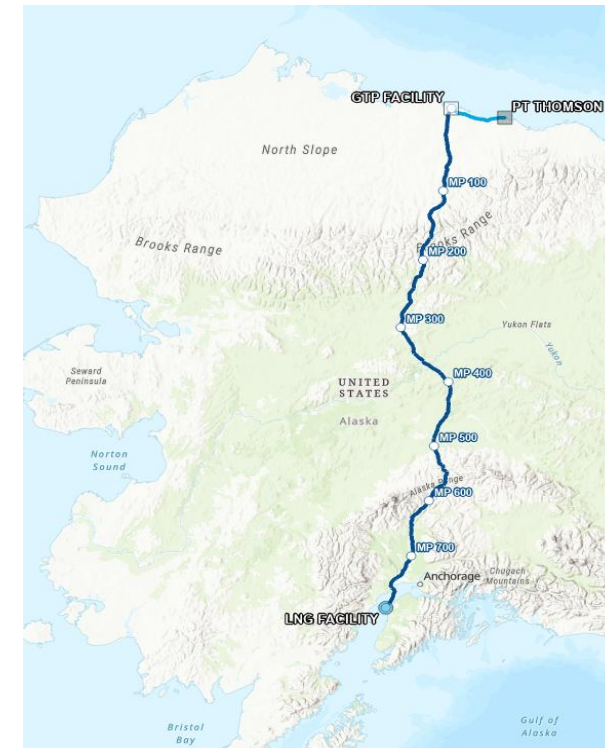 GTP FACILITY
PT THOMSON
North Slope
MP 100
Brooks Range
Brooks Range
MP 200
MP 300
Yukon Flats
Yukon
Seward
Peninsula
MP 400
UNITED
STATES
Alaska
MP 500
Norton
Sound
Alaska Range
MP 600
MP 700
Anchorage
Chugach
Mountains
LNG FACILITY
Bristol
Bay
Gulf of
Alaska